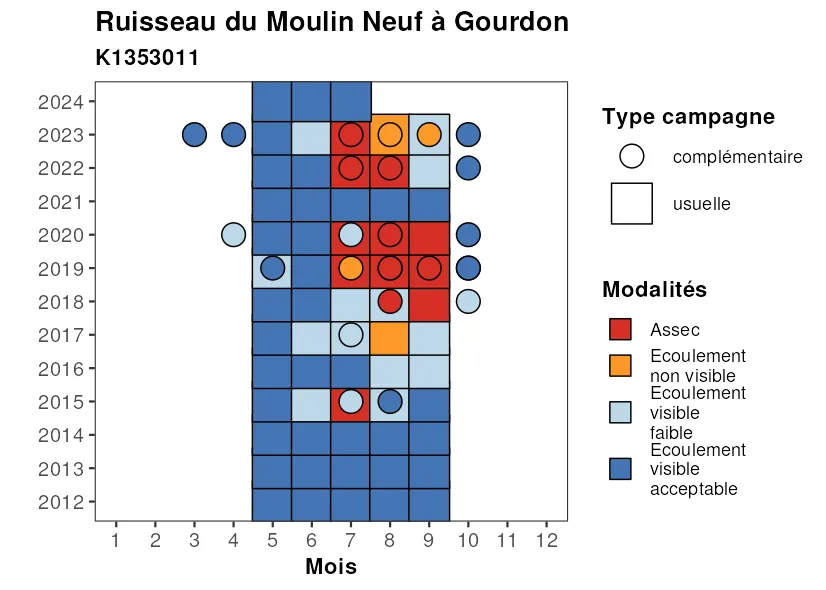 Ruisseau du Moulin Neuf à Gourdon
K1353011
2024
2023
2022
2021
2020
2019
2018
2017
2016
2015
2014
2013
2012
1 2 3 4 5 6 7 8 9 10 11 12
Mois
Type campagne
complémentaire
usuelle
Modalités
Assec
Ecoulement
non visible
Ecoulement
visible
faible
Ecoulement
visible
acceptable